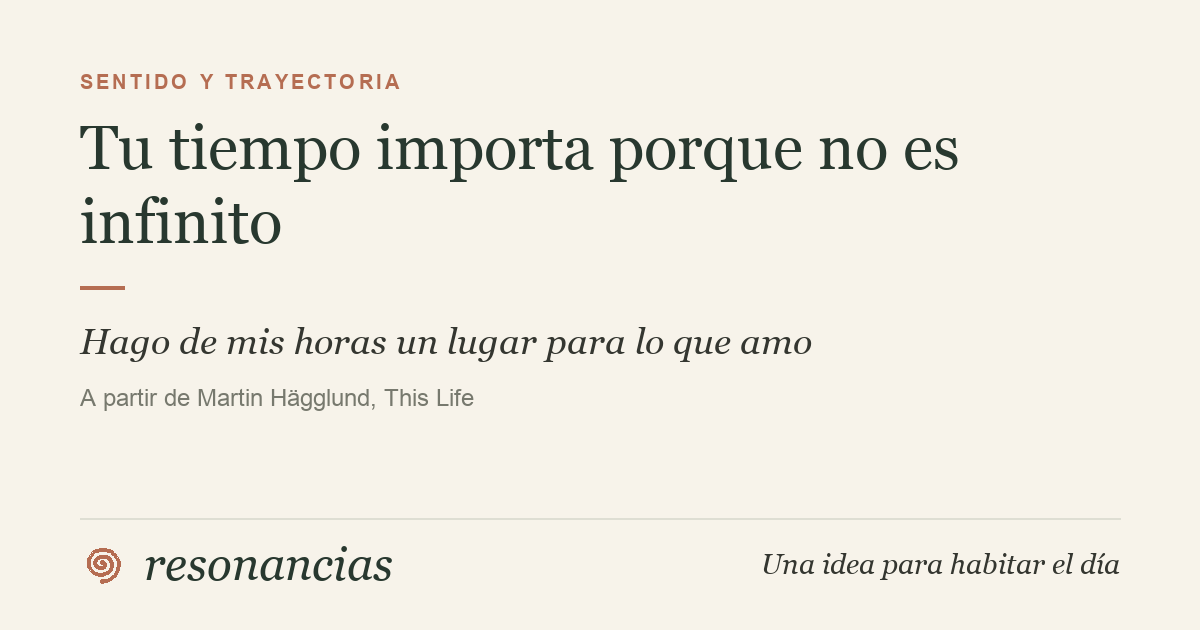 SENTIDO Y TRAYECTORIA
Tu tiempo importa porque no es
infinito
Hago de mis horas un lugar para lo que amo
A partir de Martin Hägglund, This Life
resonancias
Una idea para habitar el día